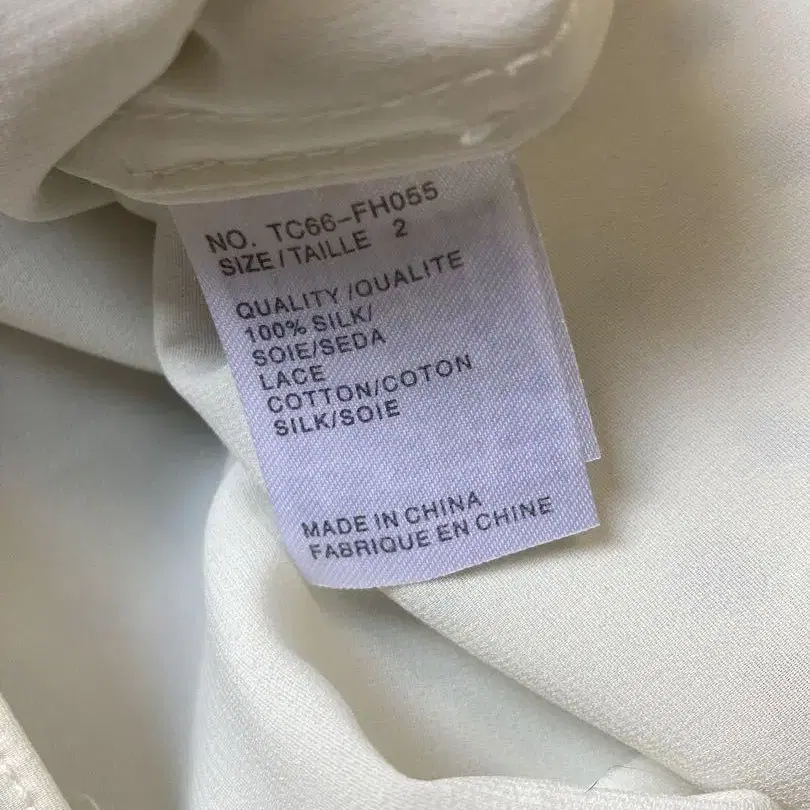 NO. TC66-FH055
SIZE/TAILLE 2
QUALITY/QUALITE
100% SILK/
SOIE/SEDA
LACE
COTTON/COTON
SILK/SOIE
MADE IN CHINA
FABRIQUE EN CHINE